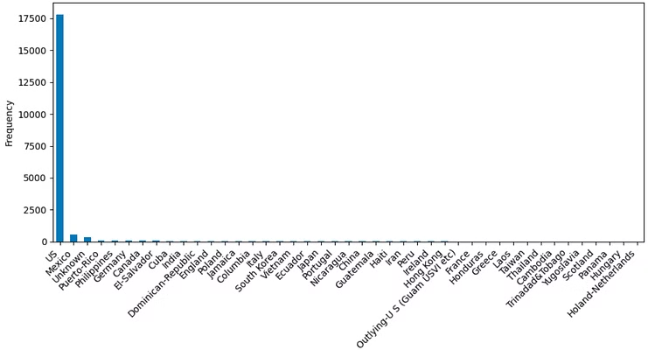 17500
15000
12500
10000
7500
5000
2500
0
Frequency
US
Mexico
Unknown
Puerto-Rico
Philippines
Germany
Canada
El-Salvador
Cuba
India
Dominican-Republic
England
Poland
Jamaica
Columbia
Italy
South Korea
Vietnam
Ecuador
Japan
Portugal
Nicaragua
China
Guatemala
Haiti
Iran
Peru
Ireland
Hong Kong
Outlying-U S (Guam USVI etc)
France
Honduras
Greece
Laos
Taiwan
Thailand
Cambodia
Trinadad&Tobago
Yugoslavia
Scotland
Panama
Hungary
Holand-Netherlands